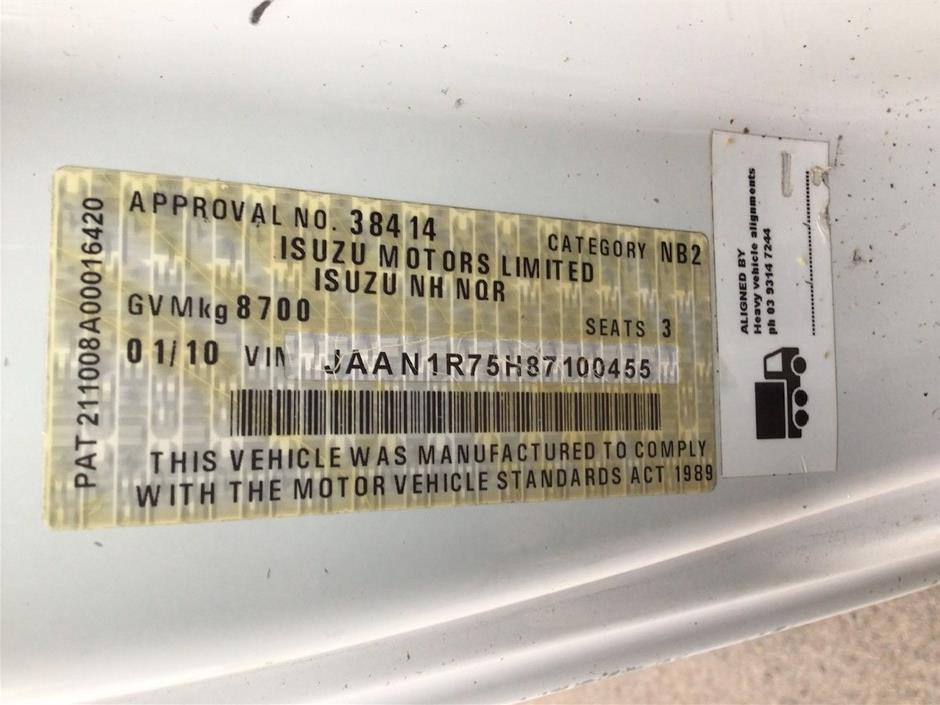 PAT 211008A00016420
APPROVAL NO. 38414 CATEGORY NB2
ISUZU MOTORS LIMITED
ISUZU NH NQR
GVMkg 8700 SEATS 3
01/10 VIN JAAN1R75H87100455
THIS VEHICLE WAS MANUFACTURED TO COMPLY
WITH THE MOTOR VEHICLE STANDARDS ACT 1989
ALIGNED BY
Heavy vehicle alignments
ph 03 9314 7244